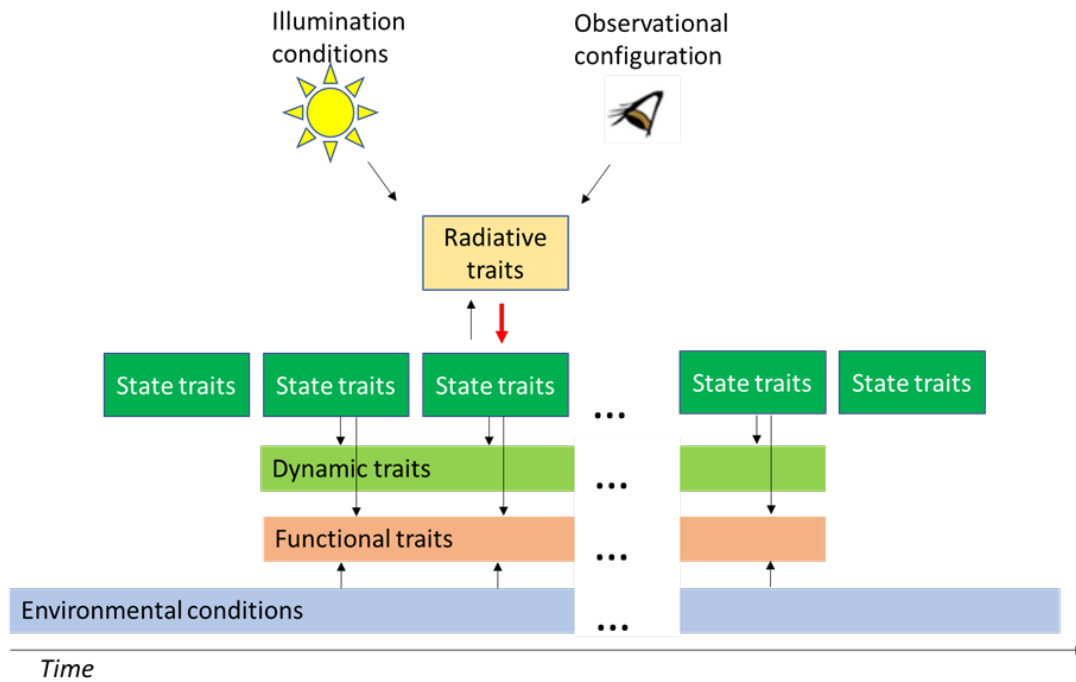 Illumination
conditions
Observational
configuration
Radiative
traits
State traits
State traits
State traits
...
State traits
State traits
Dynamic traits
...
Functional traits
...
Environmental conditions
...
Time